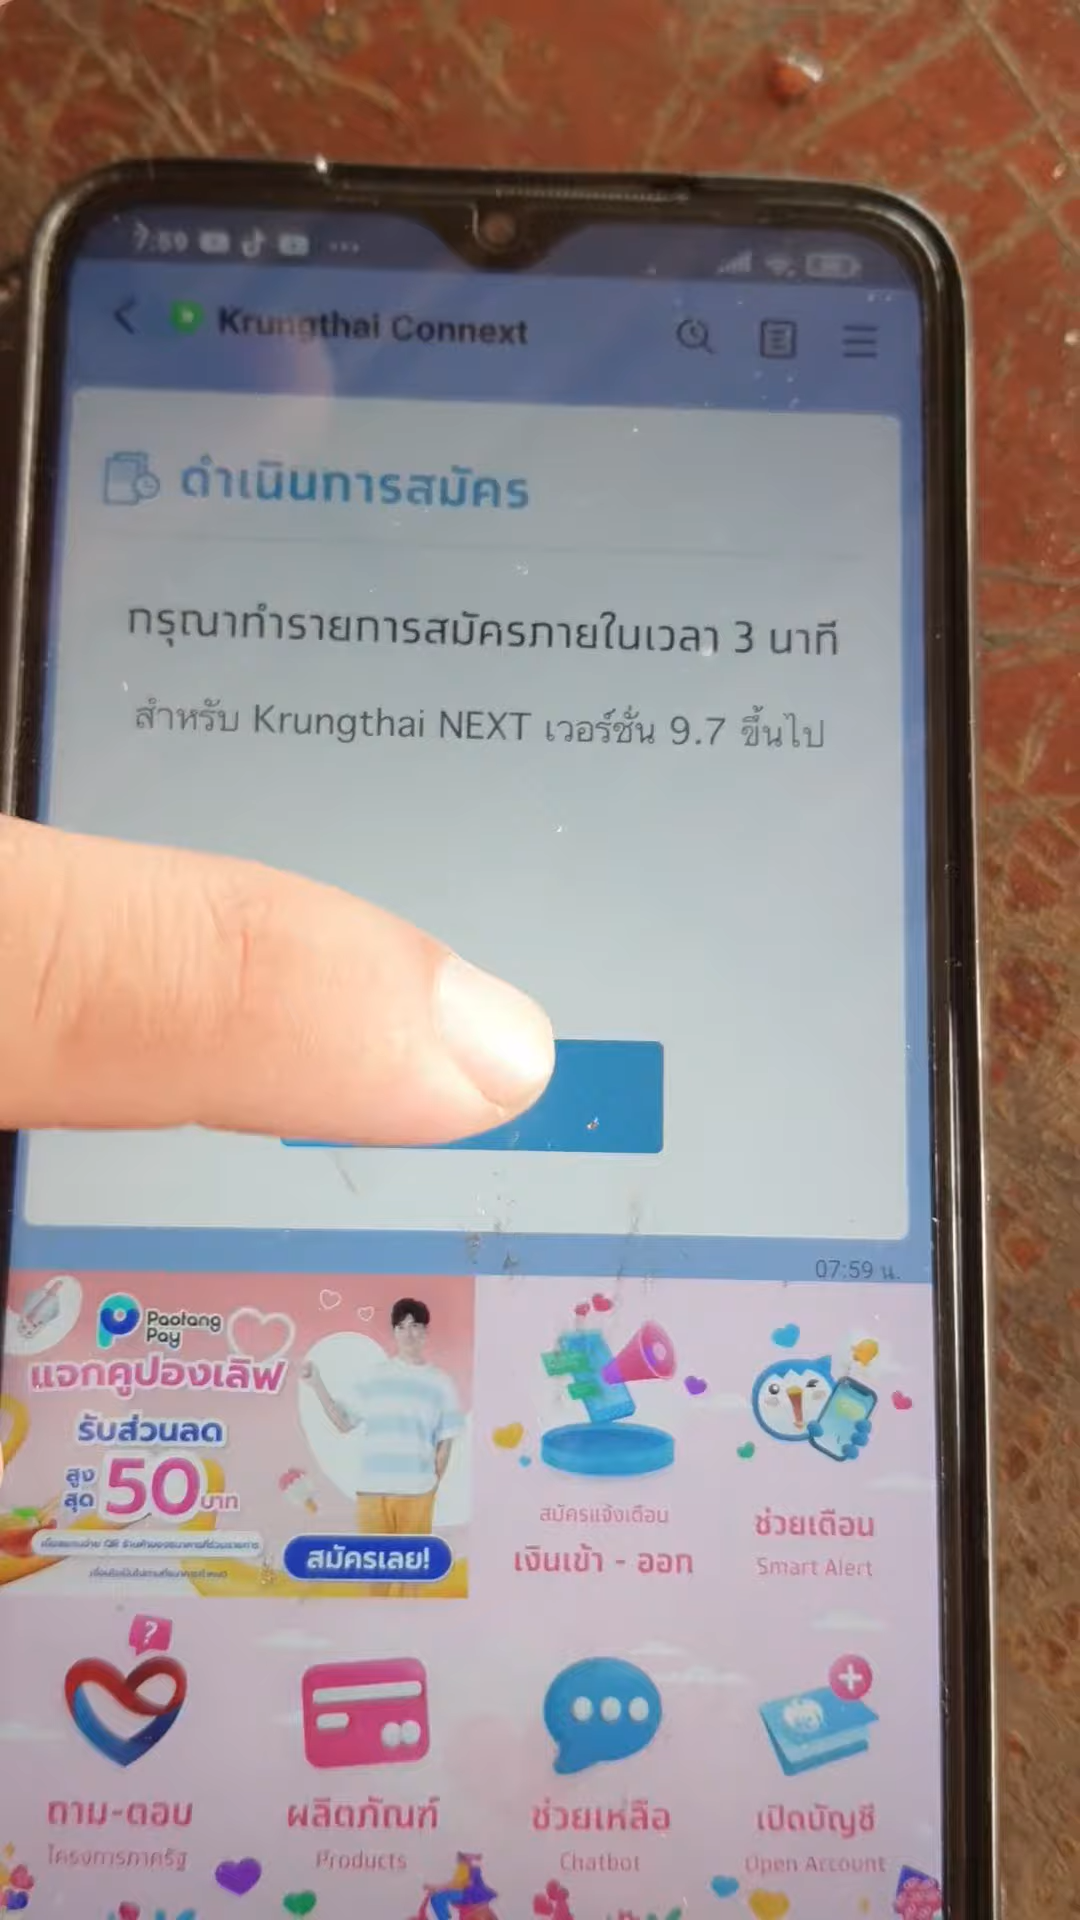 7:59
Krungthai Connext
ดำเนินการสมัคร
กรุณาทำรายการสมัครภายในเวลา 3 นาที
สำหรับ Krungthai NEXT เวอร์ชั่น 9.7 ขึ้นไป
07:59 น.
Paotang Pay
แจกคูปองเลิฟ
รับส่วนลด
สูงสุด 50 บาท
สมัครเลย!
สมัครแจ้งเตือน
เงินเข้า - ออก
ช่วยเตือน
Smart Alert
ถาม-ตอบ
โครงการภาครัฐ
ผลิตภัณฑ์
Products
ช่วยเหลือ
Chatbot
เปิดบัญชี
Open Account